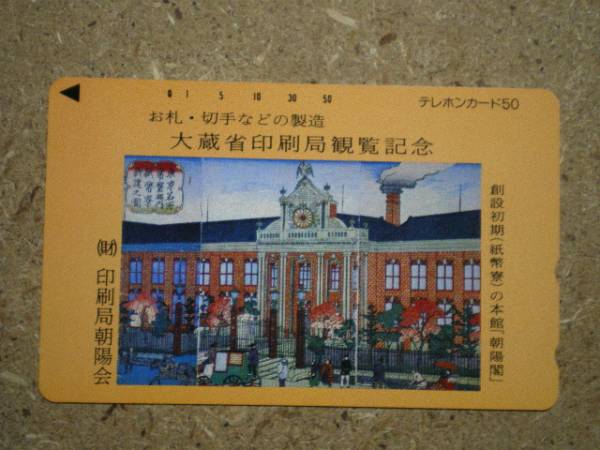 0 1 5 10 30 50
テレホンカード50
お札・切手などの製造
大蔵省印刷局観覧記念
創設初期(紙幣寮)の本館「朝陽閣」
㈶ 印刷局朝陽会